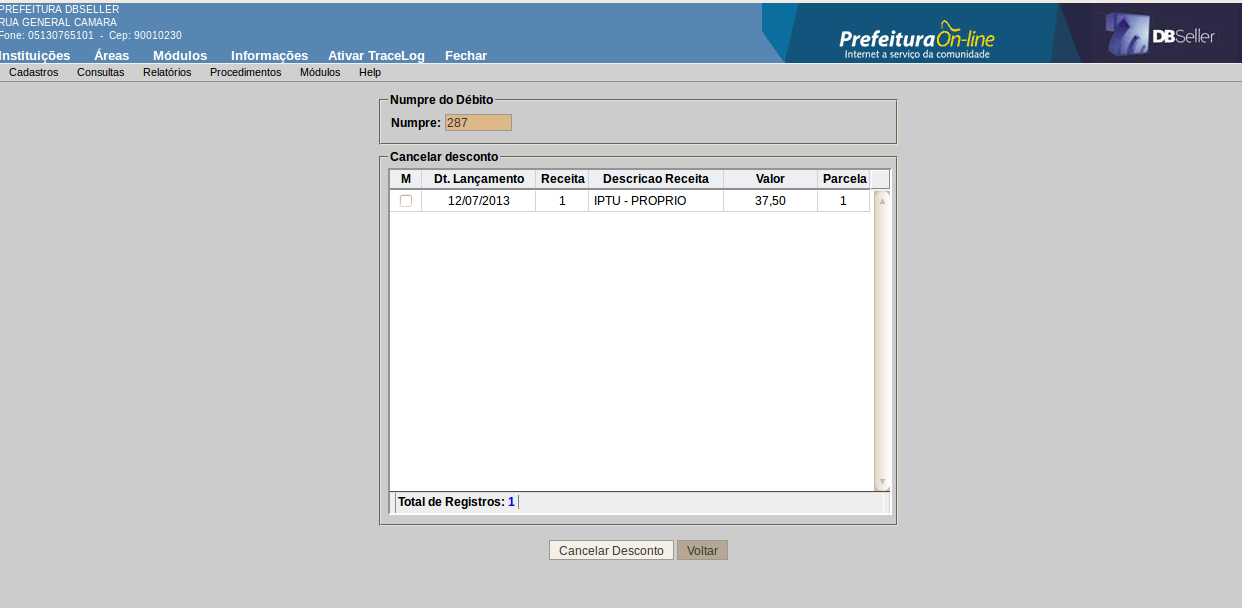 PREFEITURA DBSELLER
RUA GENERAL CAMARA
Fone: 05130765101 - Cep: 90010230
Instituições Áreas Módulos Informações Ativar TraceLog Fechar
PrefeituraOn-line
Internet a serviço da comunidade
DBSeller
Cadastros Consultas Relatórios Procedimentos Módulos Help
Numpre do Débito
Numpre: 287
Cancelar desconto
M Dt. Lançamento Receita Descricao Receita Valor Parcela
12/07/2013 1 IPTU - PROPRIO 37,50 1
Total de Registros: 1
Cancelar Desconto Voltar